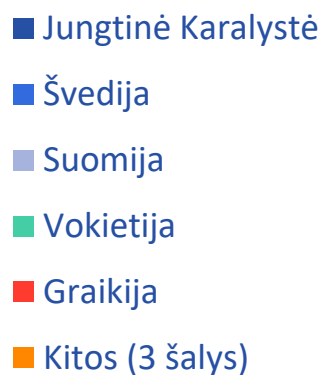 Jungtinė Karalystė
Švedija
Suomija
Vokietija
Graikija
Kitos (3 šalys)